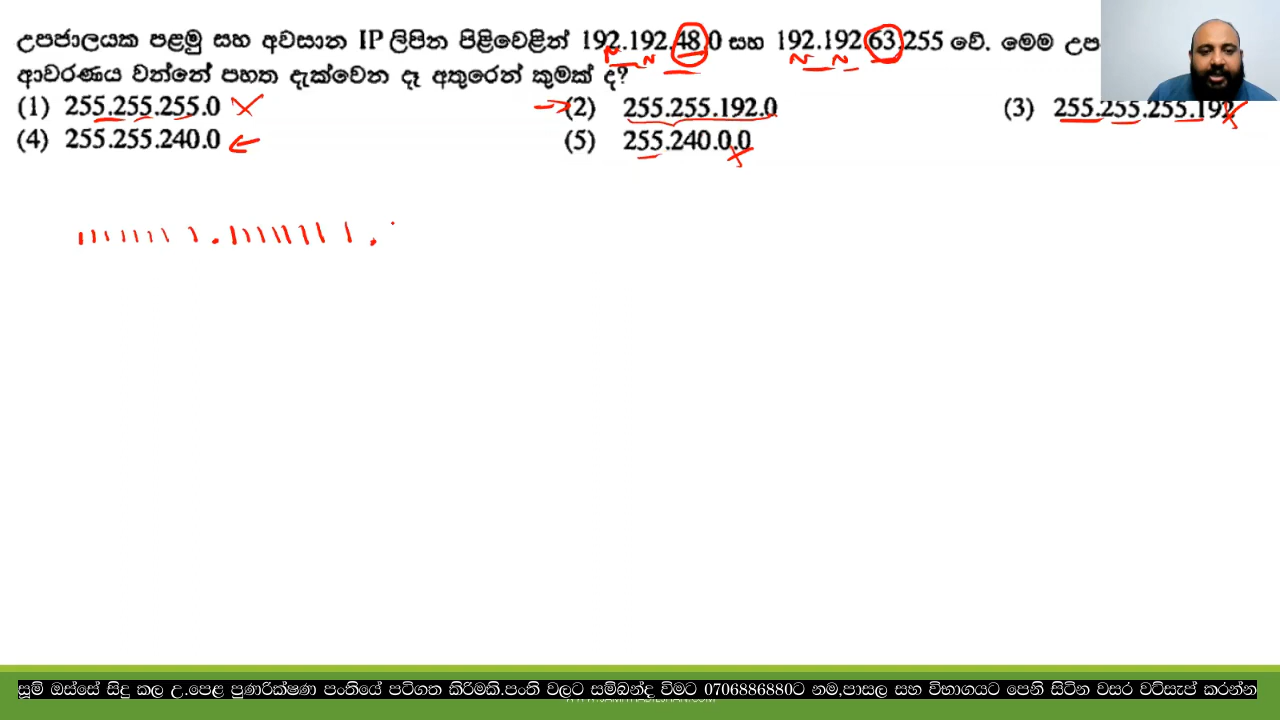 උපජාලයක පළමු සහ අවසාන IP ලිපින පිළිවෙළින් 192.192.48.0 සහ 192.192.63.255 වේ. මෙම උප
ආවරණය වන්නේ පහත දැක්වෙන දෑ අතුරෙන් කුමක් ද?
(1) 255.255.255.0 (2) 255.255.192.0 (3) 255.255.255.192
(4) 255.255.240.0 (5) 255.240.0.0
11111111.11111111.
සූම් ඔස්සේ සිදු කල උ.පෙළ පුණරික්ෂණ පංතියේ පටිගත කිරිමකි.පංති වලට සම්බන්ද විමට 0706886880ට නම,පාසල සහ විභාගයට පෙනි සිටින වසර වට්සැප් කරන්න